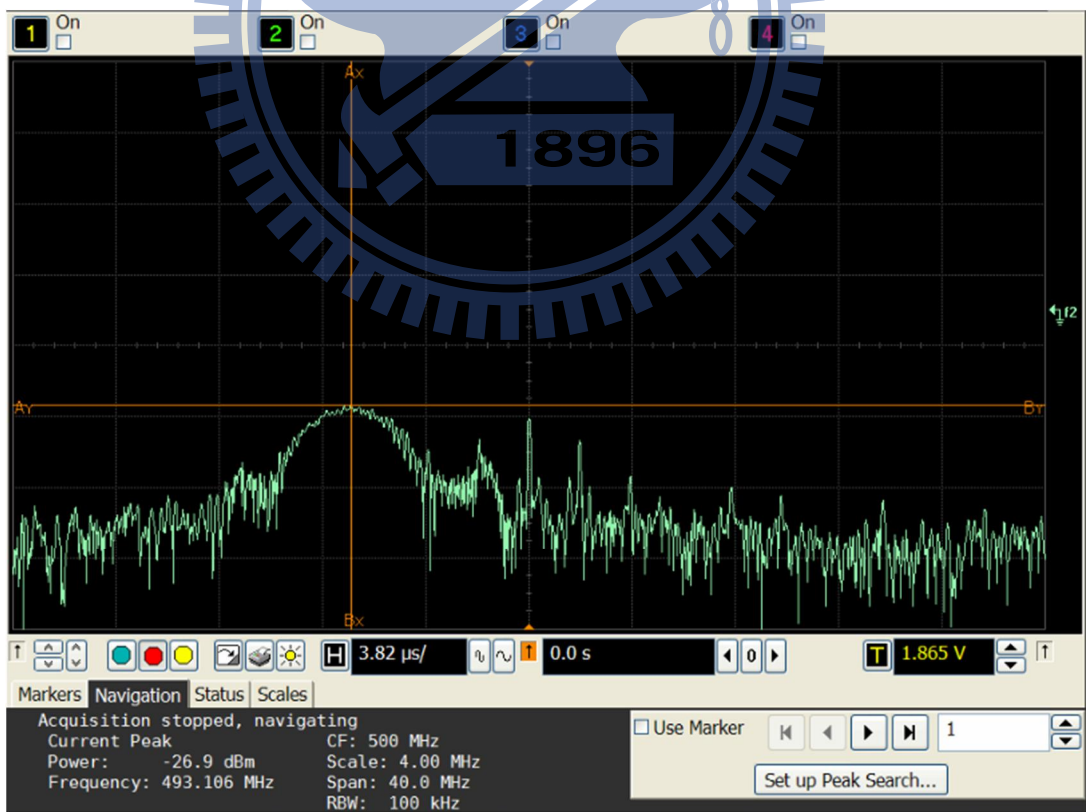 1 On 2 On 3 On 4 On
Ax
1896
f2
AY BY
Bx
H 3.82 µs/ 0.0 s 0 T 1.865 V
Markers Navigation Status Scales
Acquisition stopped, navigating
Current Peak CF: 500 MHz
Power: -26.9 dBm Scale: 4.00 MHz
Frequency: 493.106 MHz Span: 40.0 MHz
RBW: 100 kHz
Use Marker 1
Set up Peak Search...